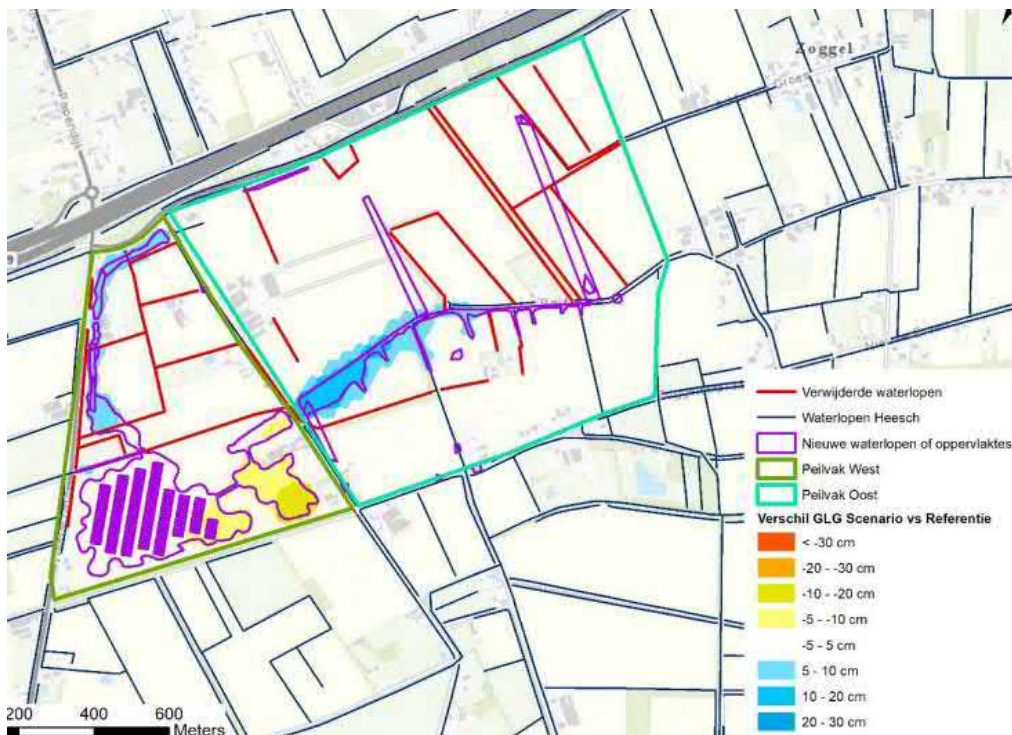 Zoggel
Verwijderde waterlopen
Waterlopen Heesch
Nieuwe waterlopen of oppervlaktes
Peilvak West
Peilvak Oost
Verschil GLG Scenario vs Referentie
< -30 cm
-20 - -30 cm
-10 - -20 cm
-5 - -10 cm
-5 - 5 cm
5 - 10 cm
10 - 20 cm
20 - 30 cm
200 400 600
Meters